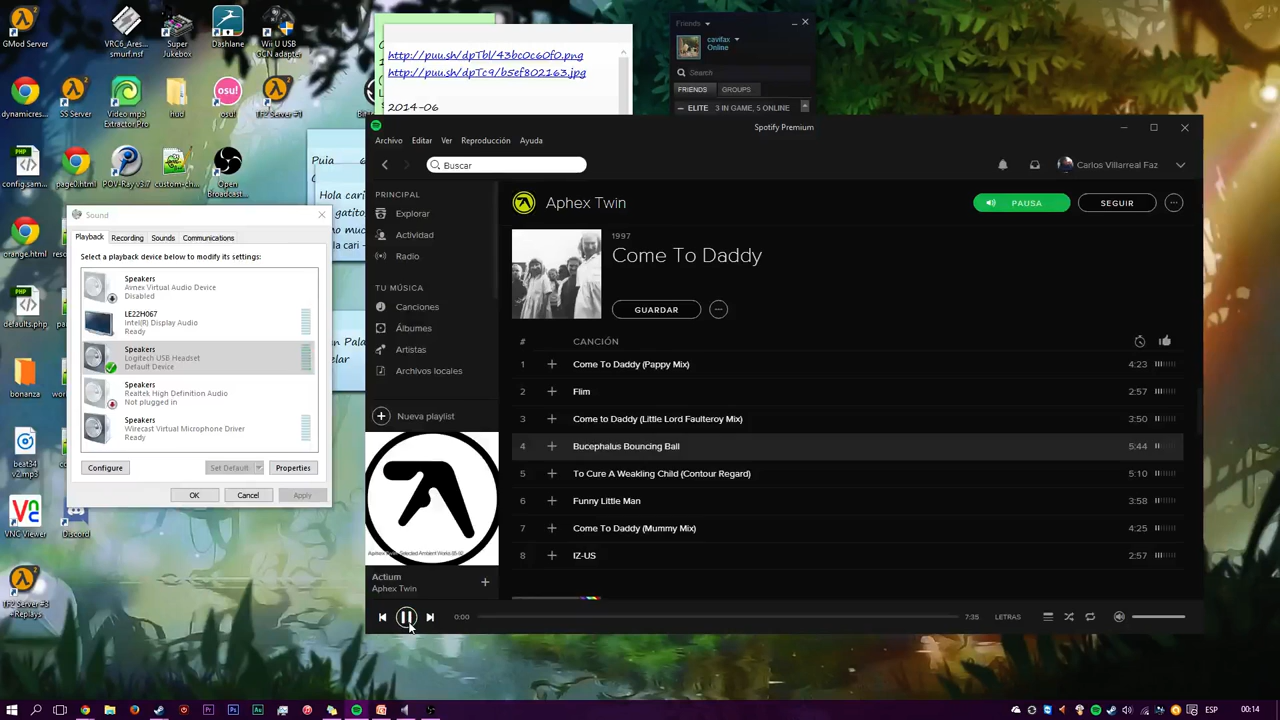 GMod Server
VRC6_Ares... smurf.nsf
Super Jukebox
Dashlane
Wii U USB GCN adapter
dynamicres...
SS Server
Video mp3 Extractor Pro
hud
osu!
TF2 Server #1
config.sam...
page0.html
POV-Ray v3.7
custom-ch...
Open Broadcast...
orange.html
defaults.php
bonanza
beat34 v2.mp3
VNC Viewer
Discord
TF2 Server #3 +Replays
http://puu.sh/dpTbl/43bc0c60f0.png
http://puu.sh/dpTc9/b5ef802163.jpg
2014-06
Friends
cavifax
Online
Search
FRIENDS
GROUPS
ELITE 3 IN GAME, 5 ONLINE
Sound
Playback
Recording
Sounds
Communications
Select a playback device below to modify its settings:
Speakers
Avnex Virtual Audio Device
Disabled
LE22H067
Intel(R) Display Audio
Ready
Speakers
Logitech USB Headset
Default Device
Speakers
Realtek High Definition Audio
Not plugged in
Speakers
Wirecast Virtual Microphone Driver
Ready
Configure
Set Default
Properties
OK
Cancel
Apply
Spotify Premium
Archivo Editar Ver Reproducción Ayuda
Buscar
Carlos Villarreal Faz
PRINCIPAL
Explorar
Actividad
Radio
TU MÚSICA
Canciones
Álbumes
Artistas
Archivos locales
Nueva playlist
Aphex Twin - Selected Ambient Works 85-92
Actium
Aphex Twin
Aphex Twin
PAUSA
SEGUIR
1997
Come To Daddy
GUARDAR
# CANCIÓN
1 Come To Daddy (Pappy Mix) 4:23
2 Flim 2:57
3 Come to Daddy (Little Lord Faulteroy Mix) 3:50
4 Bucephalus Bouncing Ball 5:44
5 To Cure A Weakling Child (Contour Regard) 5:10
6 Funny Little Man 3:58
7 Come To Daddy (Mummy Mix) 4:25
8 IZ-US 2:57
0:00
7:35
LETRAS
ESP
00:14